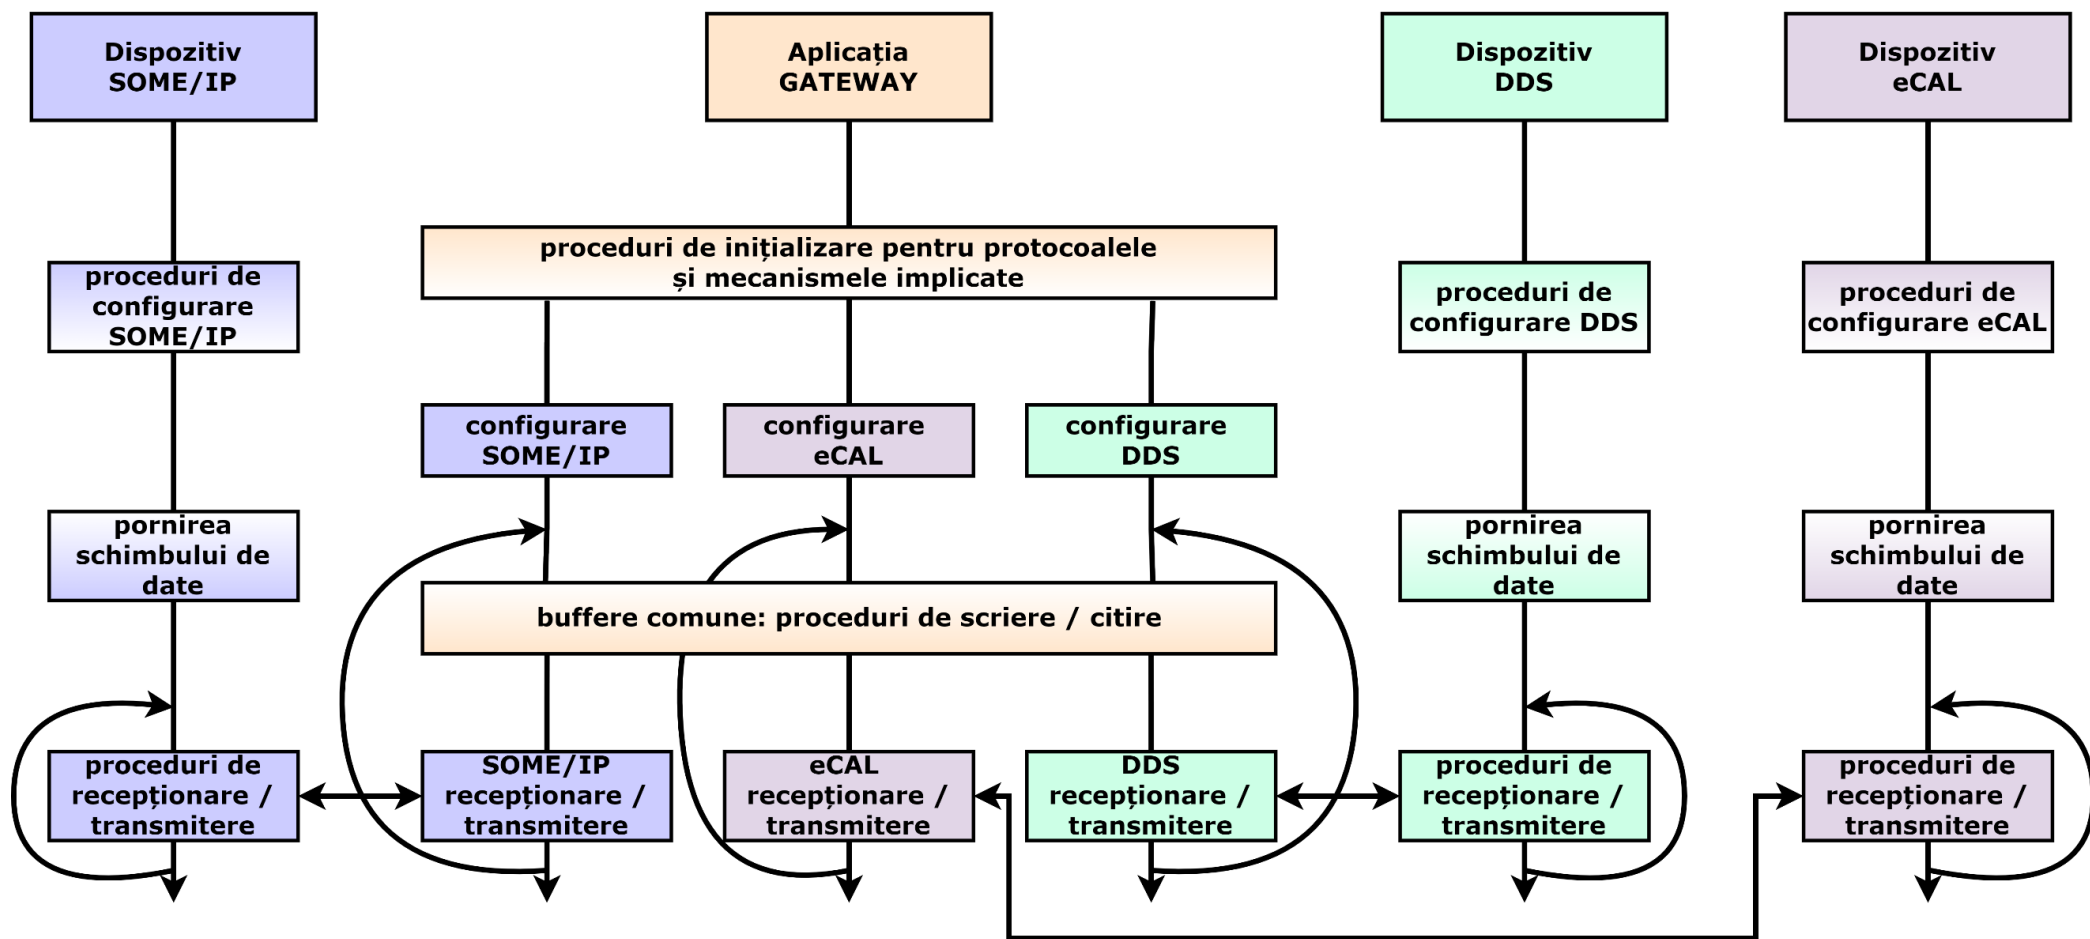 Dispozitiv
SOME/IP
Aplicația
GATEWAY
Dispozitiv
DDS
Dispozitiv
eCAL
proceduri de inițializare pentru protocoalele
și mecanismele implicate
proceduri de
configurare
SOME/IP
proceduri de
configurare DDS
proceduri de
configurare eCAL
configurare
SOME/IP
configurare
eCAL
configurare
DDS
pornirea
schimbului de
date
pornirea
schimbului de
date
pornirea
schimbului de
date
buffere comune: proceduri de scriere / citire
proceduri de
recepționare /
transmitere
SOME/IP
recepționare /
transmitere
eCAL
recepționare /
transmitere
DDS
recepționare /
transmitere
proceduri de
recepționare /
transmitere
proceduri de
recepționare /
transmitere